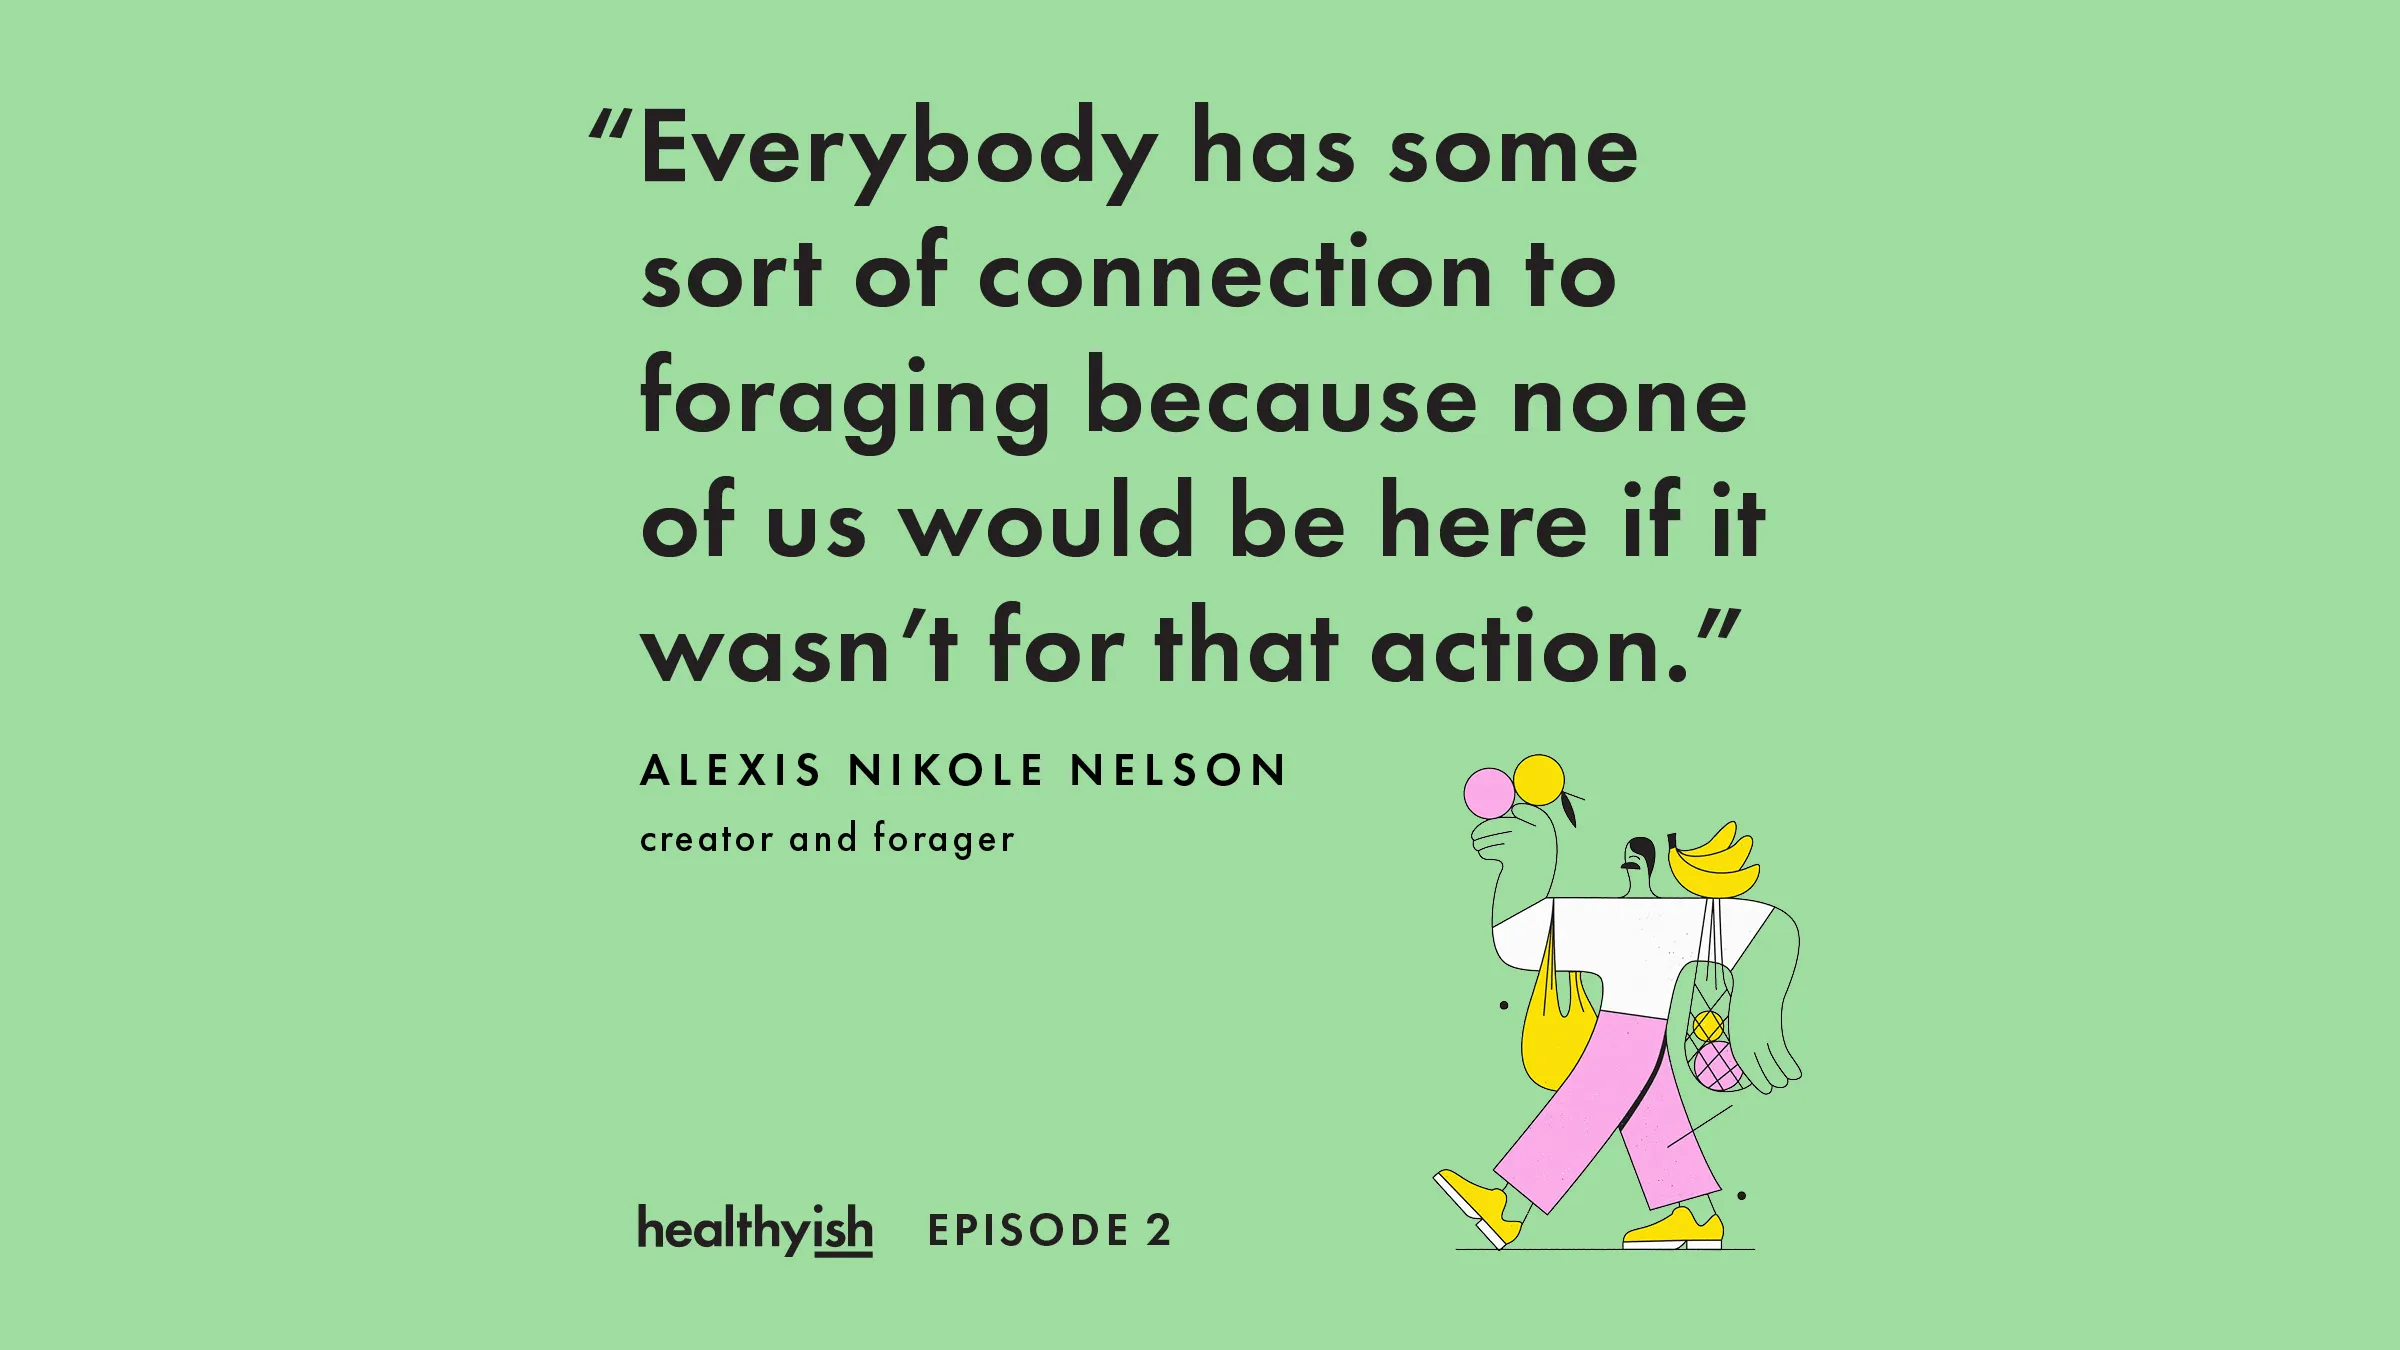 “Everybody has some
sort of connection to
foraging because none
of us would be here if it
wasn’t for that action.”
ALEXIS NIKOLE NELSON
creator and forager
healthyish EPISODE 2